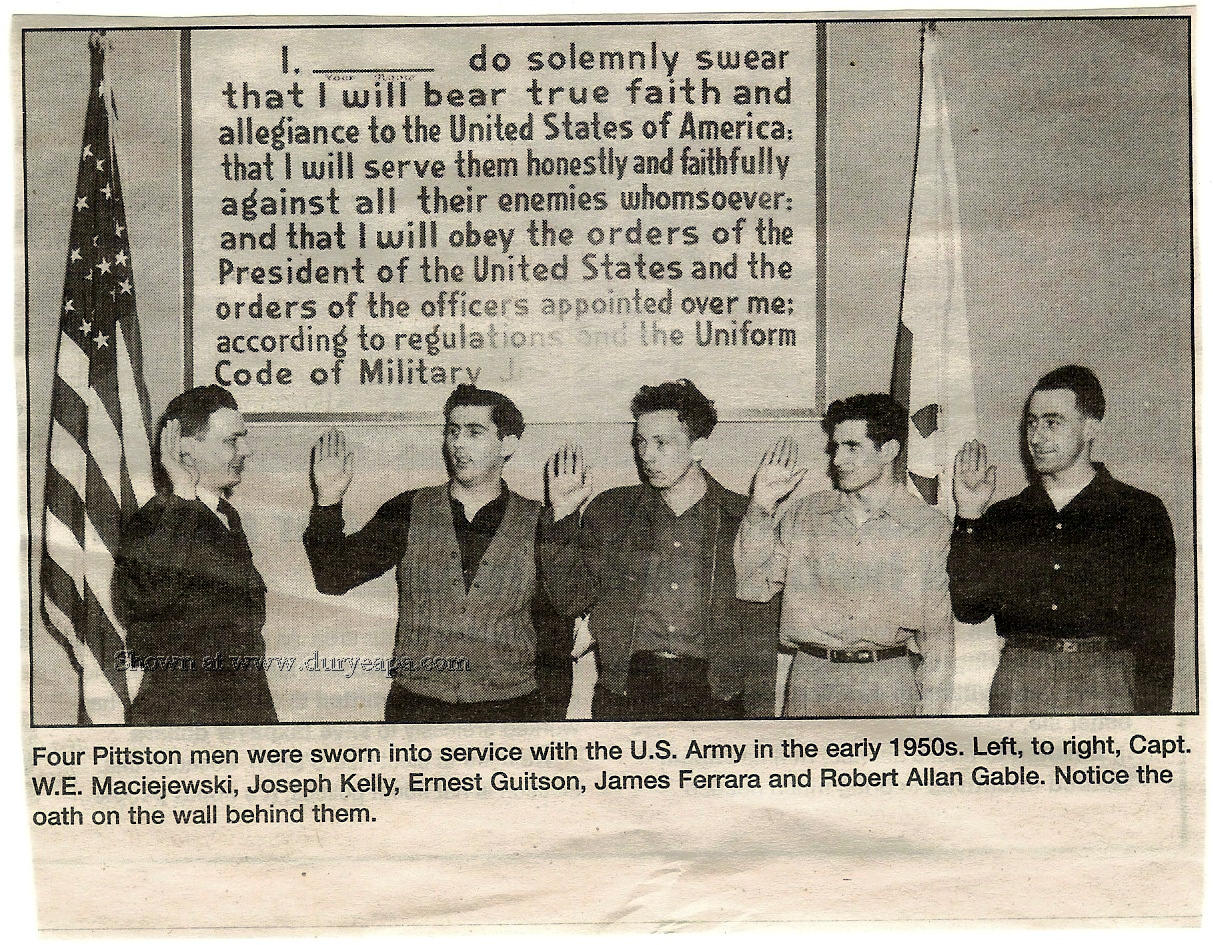 I, ________ do solemnly swear
Your Name
that I will bear true faith and
allegiance to the United States of America;
that I will serve them honestly and faithfully
against all their enemies whomsoever;
and that I will obey the orders of the
President of the United States and the
orders of the officers appointed over me;
according to regulations and the Uniform
Code of Military
Shown at www.duryeapa.com
Four Pittston men were sworn into service with the U.S. Army in the early 1950s. Left, to right, Capt.
W.E. Maciejewski, Joseph Kelly, Ernest Guitson, James Ferrara and Robert Allan Gable. Notice the
oath on the wall behind them.